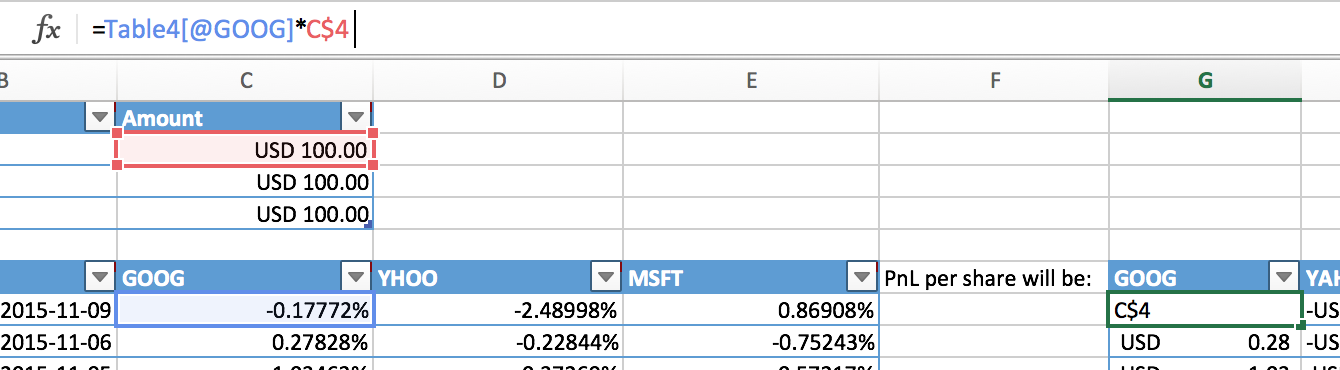 fx =Table4[@GOOG]*C$4
B C D E F G
Amount
USD 100.00
USD 100.00
USD 100.00
GOOG YHOO MSFT PnL per share will be: GOOG YAH
2015-11-09 -0.17772% -2.48998% 0.86908% C$4 -US
2015-11-06 0.27828% -0.22844% -0.75243% USD 0.28 -US